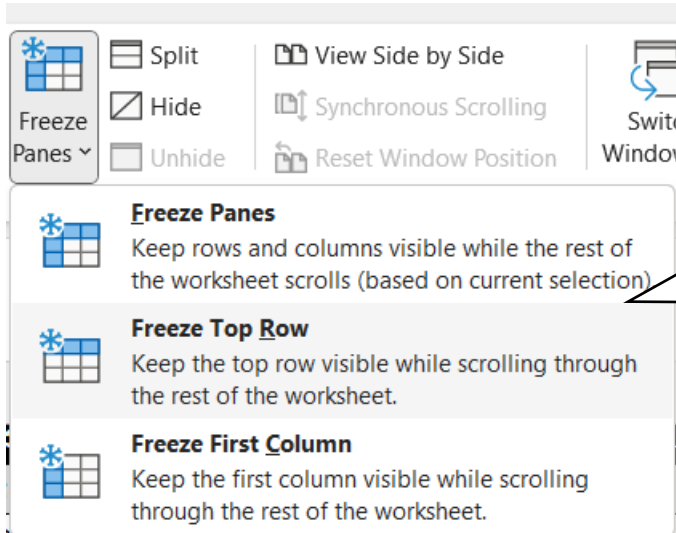 Freeze
Panes
Split
Hide
Unhide
View Side by Side
Synchronous Scrolling
Reset Window Position
Freeze Panes
Keep rows and columns visible while the rest of
the worksheet scrolls (based on current selection)
Freeze Top Row
Keep the top row visible while scrolling through
the rest of the worksheet.
Freeze First Column
Keep the first column visible while scrolling
through the rest of the worksheet.